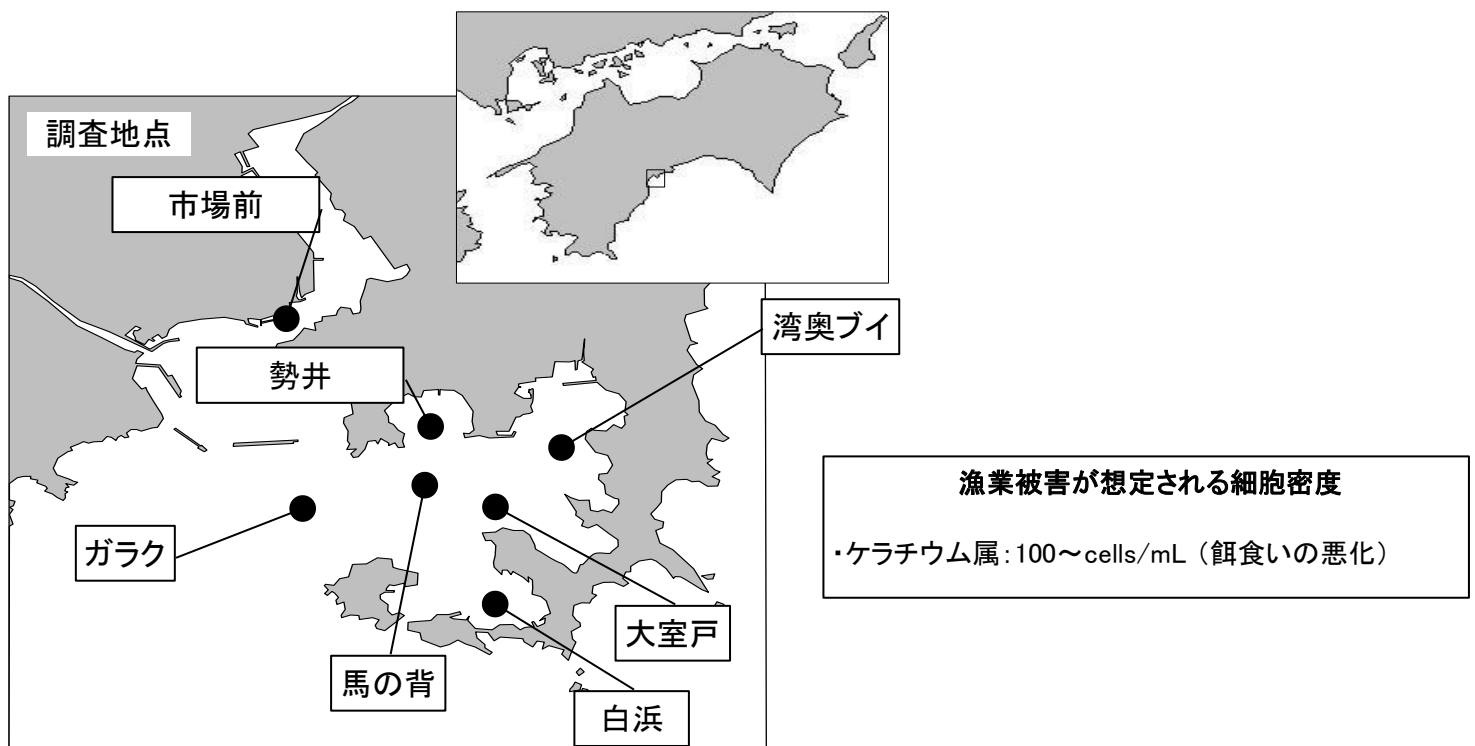 調査地点
市場前
湾奥ブイ
勢井
ガラク
大室戸
馬の背
白浜
漁業被害が想定される細胞密度
・ケラチウム属：100～cells/mL （餌食いの悪化）